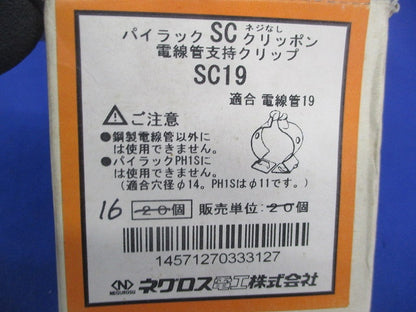 ネジなし
パイラック SC クリッポン
電線管支持クリップ
SC19
適合 電線管19
ご注意
●鋼製電線管以外に
は使用できません。
●パイラックPH1Sに
は使用できません。
(適合穴径φ14。PH1Sはφ11です。)
16 20個 販売単位:20個
14571270333127
NEGUROSU ネグロス電工株式会社